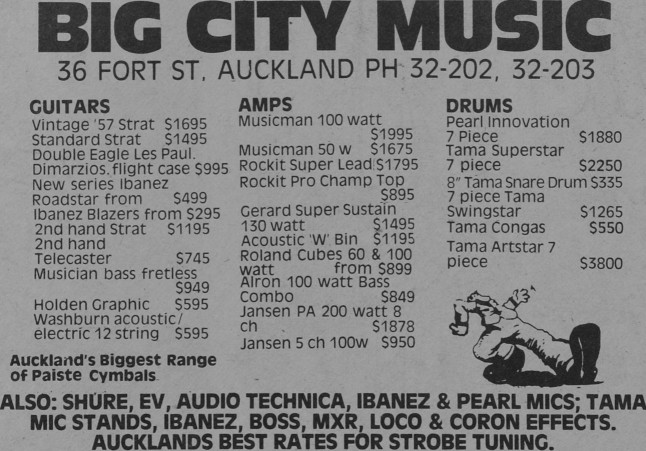 BIG CITY MUSIC
36 FORT ST, AUCKLAND PH 32-202, 32-203
GUITARS
Vintage '57 Strat $1695
Standard Strat $1495
Double Eagle Les Paul.
Dimarzios. flight case $995
New series Ibanez
Roadstar from $499
Ibanez Blazers from $295
2nd hand Strat $1195
2nd hand
Telecaster $745
Musician bass fretless
$949
Holden Graphic $595
Washburn acoustic/
electric 12 string $595
Auckland's Biggest Range
of Paiste Cymbals
AMPS
Musicman 100 watt
$1995
Musicman 50 w $1675
Rockit Super Lead $1795
Rockit Pro Champ Top
$895
Gerard Super Sustain
130 watt $1495
Acoustic 'W' Bin $1195
Roland Cubes 60 & 100
watt from $899
Alron 100 watt Bass
Combo $849
Jansen PA 200 watt 8
ch $1878
Jansen 5 ch 100w $950
DRUMS
Pearl Innovation
7 Piece $1880
Tama Superstar
7 piece $2250
8" Tama Snare Drum $335
7 piece Tama
Swingstar $1265
Tama Congas $550
Tama Artstar 7
piece $3800
ALSO: SHURE, EV, AUDIO TECHNICA, IBANEZ & PEARL MICS; TAMA
MIC STANDS, IBANEZ, BOSS, MXR, LOCO & CORON EFFECTS.
AUCKLANDS BEST RATES FOR STROBE TUNING.